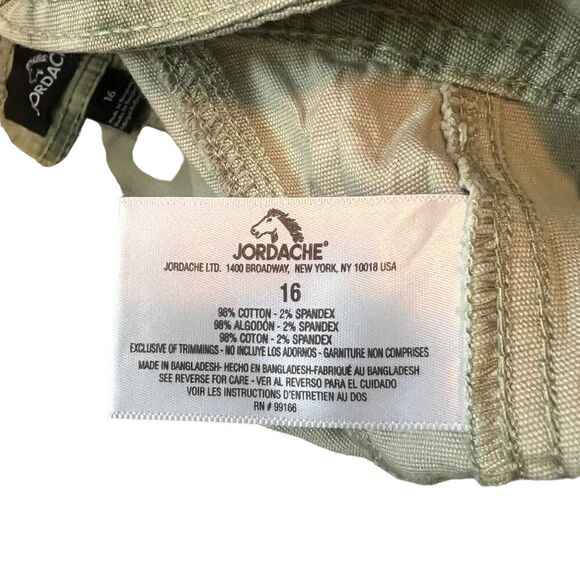 JORDACHE
16
JORDACHE®
JORDACHE LTD. 1400 BROADWAY, NEW YORK, NY 10018 USA
16
98% COTTON - 2% SPANDEX
98% ALGODÓN - 2% SPANDEX
98% COTON - 2% SPANDEX
EXCLUSIVE OF TRIMMINGS - NO INCLUYE LOS ADORNOS - GARNITURE NON COMPRISES
MADE IN BANGLADESH- HECHO EN BANGLADESH-FABRIQUÉ AU BANGLADESH
SEE REVERSE FOR CARE - VER AL REVERSO PARA EL CUIDADO
VOIR LES INSTRUCTIONS D'ENTRETIEN AU DOS
RN # 99166